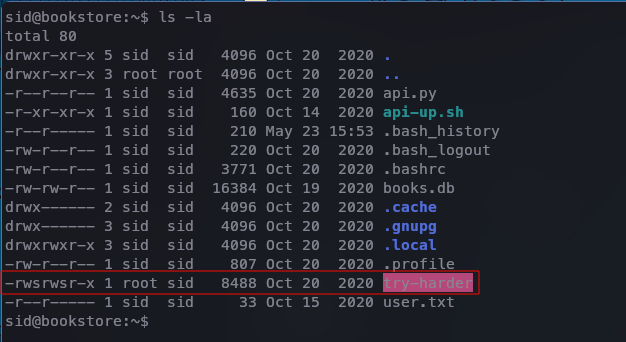 sid@bookstore:~$ ls -la
total 80
drwxr-xr-x 5 sid  sid   4096 Oct 20  2020 .
drwxr-xr-x 3 root root  4096 Oct 20  2020 ..
-r--r--r-- 1 sid  sid   4635 Oct 20  2020 api.py
-r-xr-xr-x 1 sid  sid    160 Oct 14  2020 api-up.sh
-r--r----- 1 sid  sid    210 May 23 15:53 .bash_history
-rw-r--r-- 1 sid  sid    220 Oct 20  2020 .bash_logout
-rw-r--r-- 1 sid  sid   3771 Oct 20  2020 .bashrc
-rw-rw-r-- 1 sid  sid  16384 Oct 19  2020 books.db
drwx------ 2 sid  sid   4096 Oct 20  2020 .cache
drwx------ 3 sid  sid   4096 Oct 20  2020 .gnupg
drwxrwxr-x 3 sid  sid   4096 Oct 20  2020 .local
-rw-r--r-- 1 sid  sid    807 Oct 20  2020 .profile
-rwsrwsr-x 1 root sid   8488 Oct 20  2020 try-harder
-r--r----- 1 sid  sid     33 Oct 15  2020 user.txt
sid@bookstore:~$